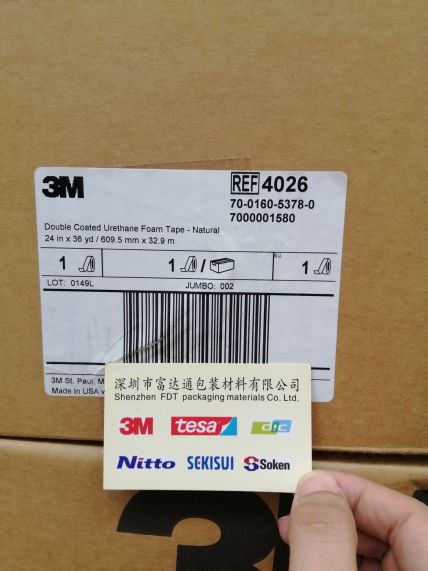 3M
REF 4026
70-0160-5378-0
7000001580
Double Coated Urethane Foam Tape - Natural
24 in x 36 yd / 609.5 mm x 32.9 m
1
1 /
1
LOT: 0149L
JUMBO: 002
3M St. Paul, M
Made in USA
深圳市富达通包装材料有限公司
Shenzhen FDT packaging materials Co. Ltd.
3M tesa dic
Nitto SEKISUI Soken